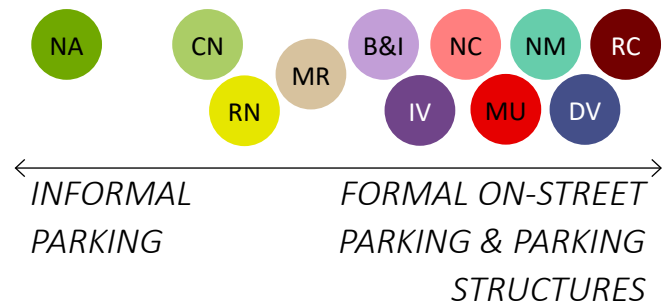 NA
CN
RN
MR
B&I
IV
NC
MU
NM
DV
RC
INFORMAL
PARKING
FORMAL ON-STREET
PARKING & PARKING
STRUCTURES